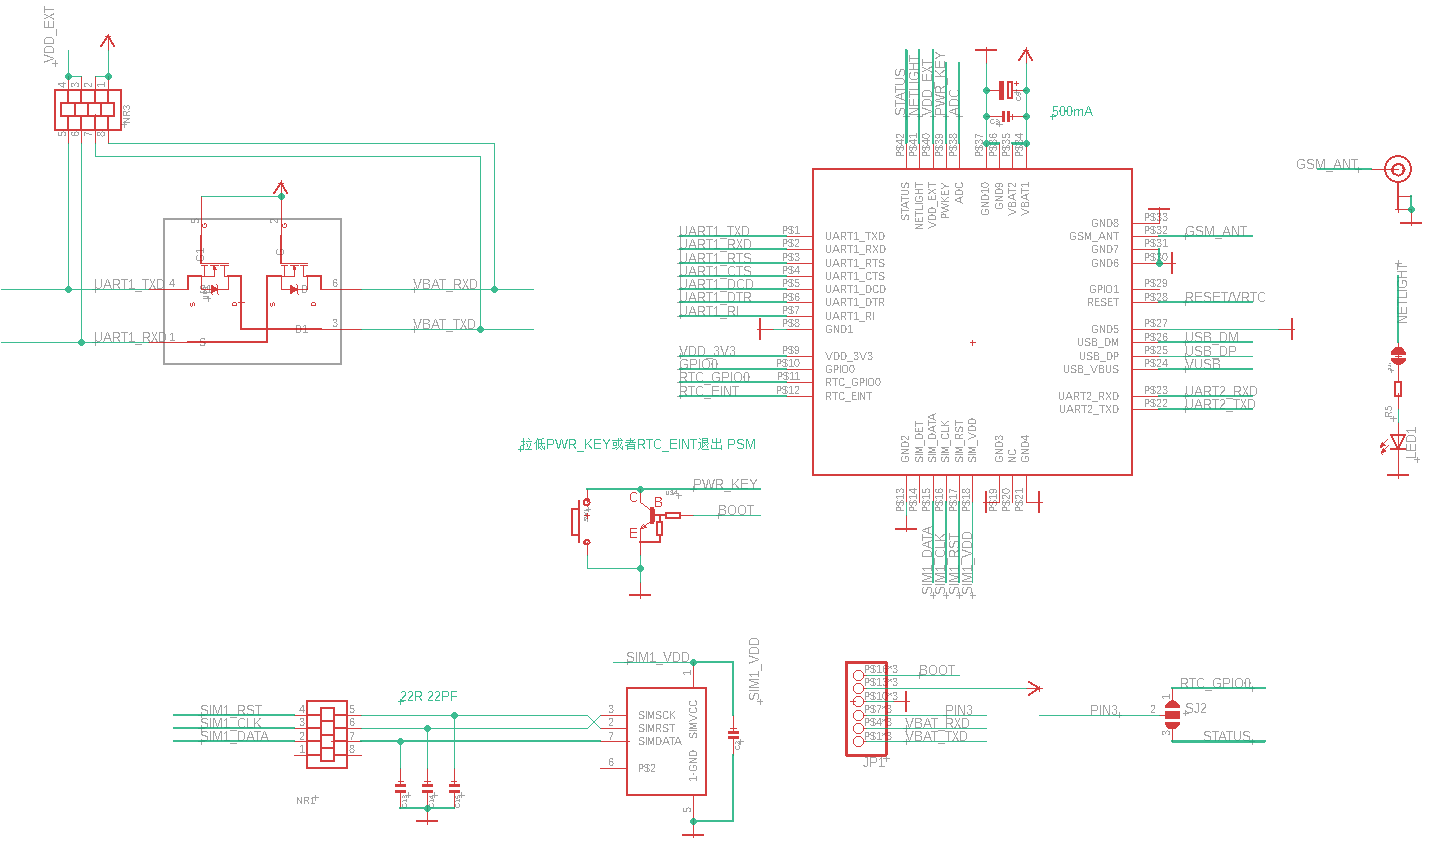 VDD_EXT
4 3 2 1
5 6 7 8
NR3
UART1_TXD 4
UART1_RXD 1
6 VBAT_RXD
3 VBAT_TXD
5
2
G
G
S
D
S
D
D1
STATUS
NETLIGHT
VDD_EXT
PWR_KEY
ADC
500mA
P$42
P$41
P$40
P$39
P$38
P$37
P$36
P$35
P$34
STATUS
NETLIGHT
VDD_EXT
PWKEY
ADC
GND10
GND9
VBAT2
VBAT1
UART1_TXD P$1 UART1_TXD
UART1_RXD P$2 UART1_RXD
UART1_RTS P$3 UART1_RTS
UART1_CTS P$4 UART1_CTS
UART1_DCD P$5 UART1_DCD
UART1_DTR P$6 UART1_DTR
UART1_RI P$7 UART1_RI
P$8 GND1
VDD_3V3 P$9 VDD_3V3
GPIO0 P$10 GPIO0
RTC_GPIO0 P$11 RTC_GPIO0
RTC_EINT P$12 RTC_EINT
GND8 P$33
GSM_ANT P$32 GSM_ANT
GND7 P$31
GND6 P$30
GPIO1 P$29
RESET P$28 RESET/VRTC
GND5 P$27
USB_DM P$26 USB_DM
USB_DP P$25 USB_DP
USB_VBUS P$24 VUSB
UART2_RXD P$23 UART2_RXD
UART2_TXD P$22 UART2_TXD
GND2
SIM_DET
SIM_DATA
SIM_CLK
SIM_RST
SIM_VDD
GND3
NC
GND4
P$13
P$14
P$15
P$16
P$17
P$18
P$19
P$20
P$21
SIM1_DATA
SIM1_CLK
SIM1_RST
SIM1_VDD
GSM_ANT
NETLIGHT
R5
LED1
拉低PWR_KEY或者RTC_EINT退出 PSM
PWR_KEY
BOOT
C
B
E
22R 22PF
SIM1_RST 4 5
SIM1_CLK 3 6
SIM1_DATA 2 7
1 8
NR1
SIM1_VDD
SIM1_VDD
1
3 SIMSCK
2 SIMRST
7 SIMDATA
6 P$2
SIMVCC
1-GND
5
P$16*3 BOOT
P$13*3
P$10*3
P$7*3 PIN3
P$4*3 VBAT_RXD
P$1*3 VBAT_TXD
JP1
RTC_GPIO0
1
PIN3 2 SJ2
3
STATUS